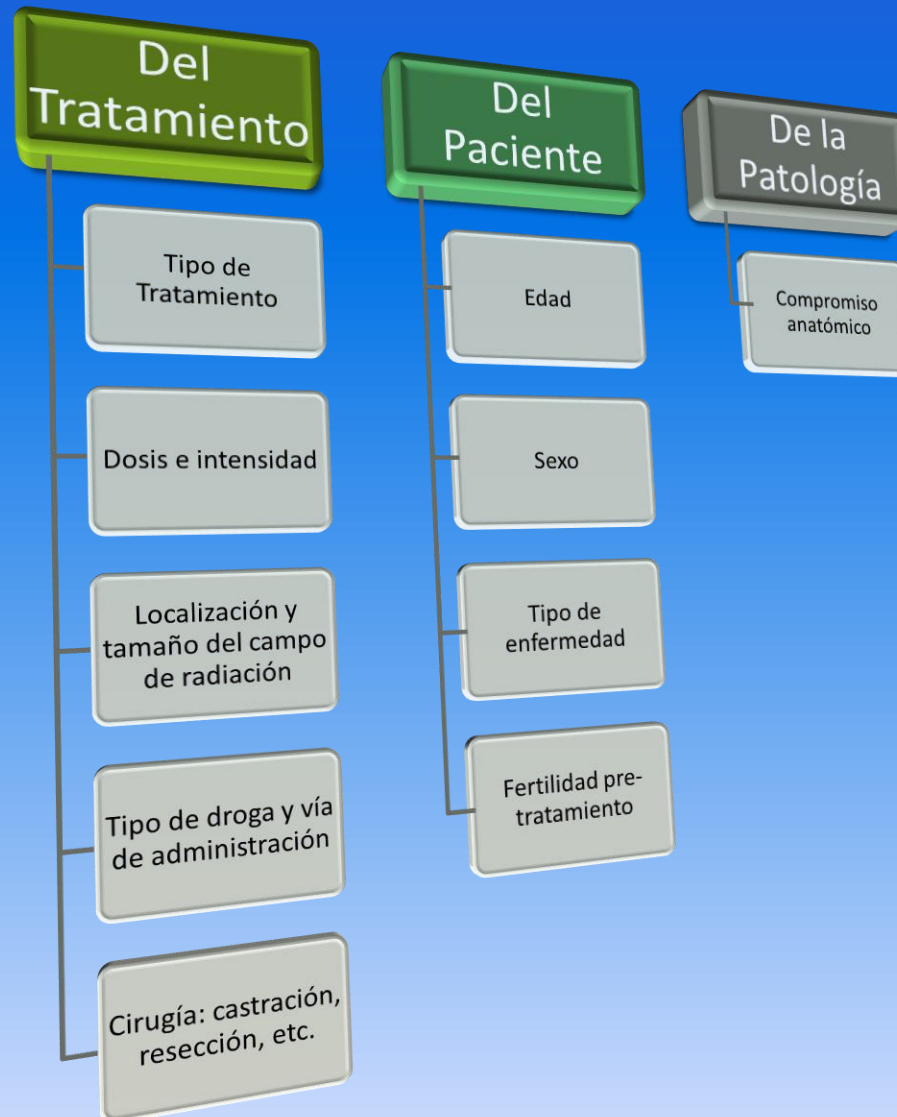 Del
Tratamiento
Tipo de
Tratamiento
Dosis e intensidad
Localización y
tamaño del campo
de radiación
Tipo de droga y vía
de administración
Cirugía: castración,
resección, etc.
Del
Paciente
Edad
Sexo
Tipo de
enfermedad
Fertilidad pre-
tratamiento
De la
Patología
Compromiso
anatómico